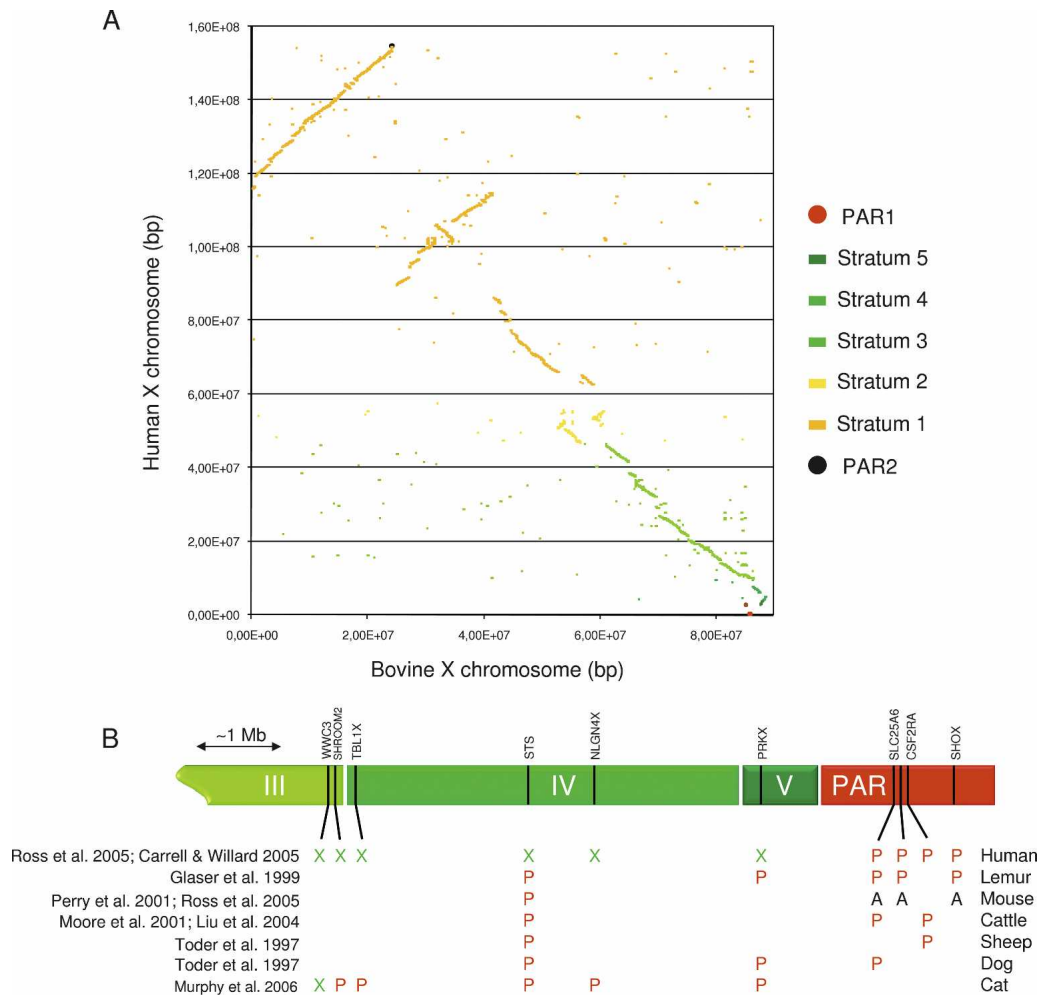 A
Human X chromosome (bp)
1,60E+08
1,40E+08
1,20E+08
1,00E+08
8,00E+07
6,00E+07
4,00E+07
2,00E+07
0,00E+00
0,00E+00 2,00E+07 4,00E+07 6,00E+07 8,00E+07
Bovine X chromosome (bp)
PAR1
Stratum 5
Stratum 4
Stratum 3
Stratum 2
Stratum 1
PAR2
B
~1 Mb
WWC3 SHROOM2 TBL1X STS NLGN4X PRKX SLC25A6 CSF2RA SHOX
III IV V PAR
Ross et al. 2005; Carrell & Willard 2005 X X X X X X P P P P Human
Glaser et al. 1999 P P P P P Lemur
Perry et al. 2001; Ross et al. 2005 P A A A Mouse
Moore et al. 2001; Liu et al. 2004 P P P Cattle
Toder et al. 1997 P P Sheep
Toder et al. 1997 P P P Dog
Murphy et al. 2006 X P P P P P Cat